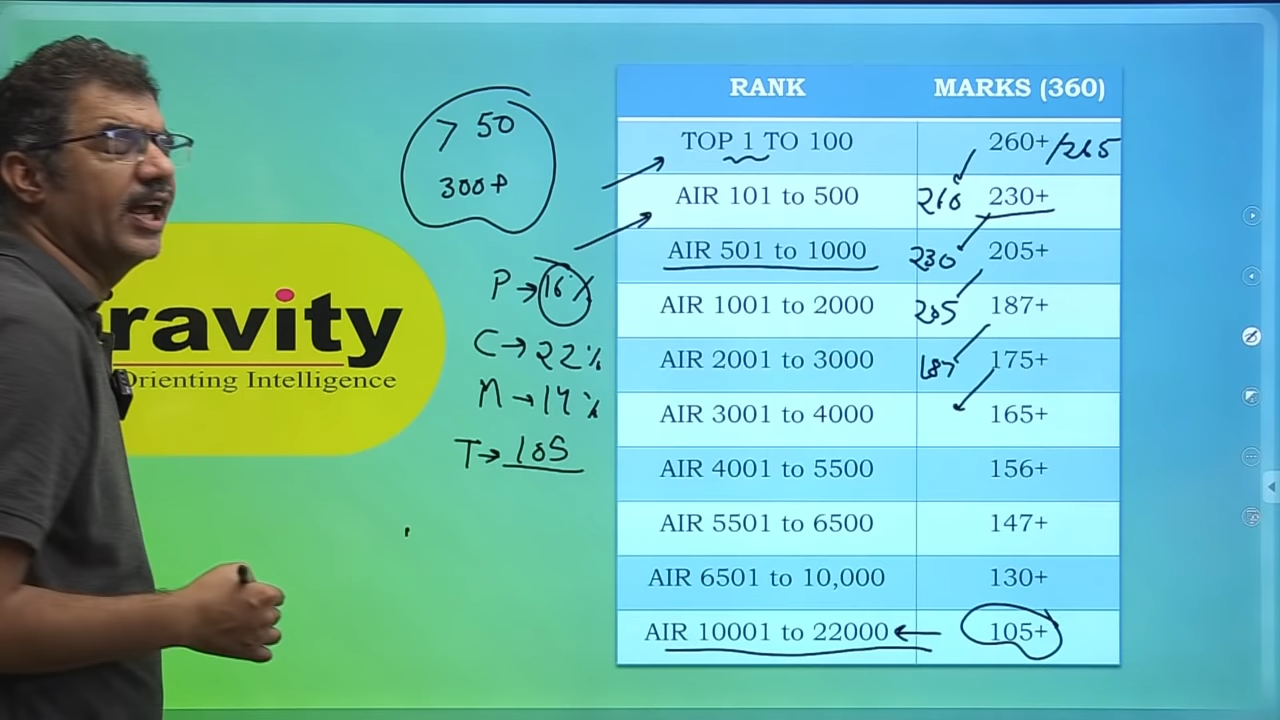 RANK MARKS (360)
TOP 1 TO 100 260+/265
AIR 101 to 500 260 230+
AIR 501 to 1000 230 205+
AIR 1001 to 2000 205 187+
AIR 2001 to 3000 187 175+
AIR 3001 to 4000 165+
AIR 4001 to 5500 156+
AIR 5501 to 6500 147+
AIR 6501 to 10,000 130+
AIR 10001 to 22000 ← 105+
> 50
300+
P→16%
C→22%
M→14%
T→105
ravity
Orienting Intelligence